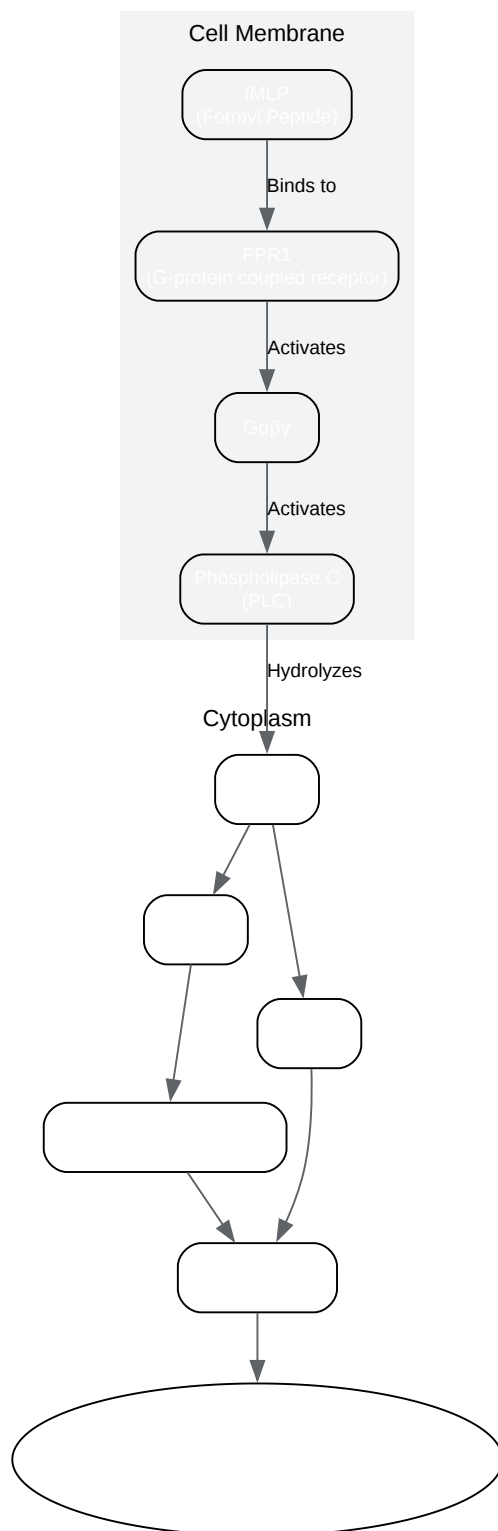 Cell Membrane
fMLP
(Formyl Peptide)
Binds to
FPR1
(G-protein coupled receptor)
Activates
Gαβγ
Activates
Phospholipase C
(PLC)
Hydrolyzes
Cytoplasm